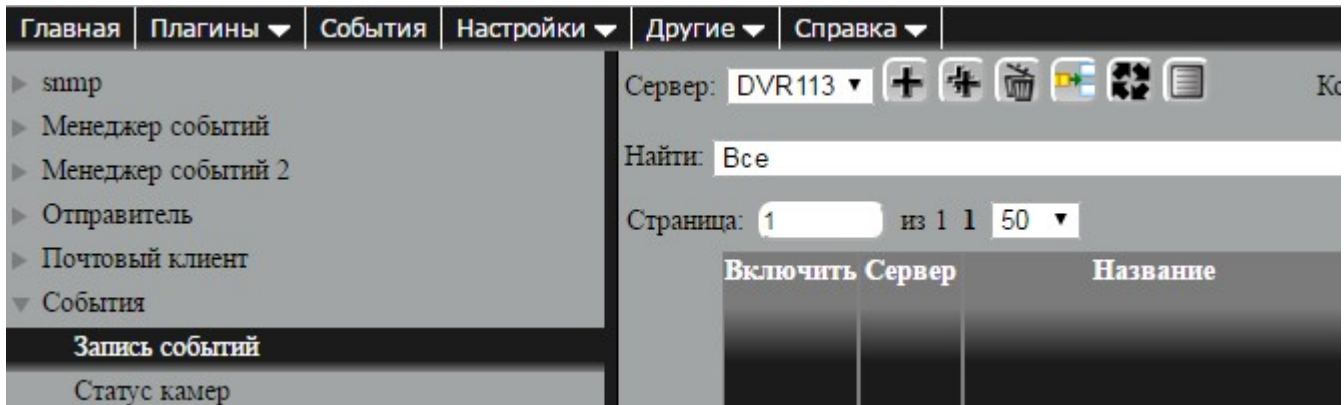 Главная Плагины События Настройки Другие Справка
snmp
Менеджер событий
Менеджер событий 2
Отправитель
Почтовый клиент
События
Запись событий
Статус камер
Сервер: DVR113
Найти: Все
Страница: 1 из 1 1 50
Включить Сервер Название